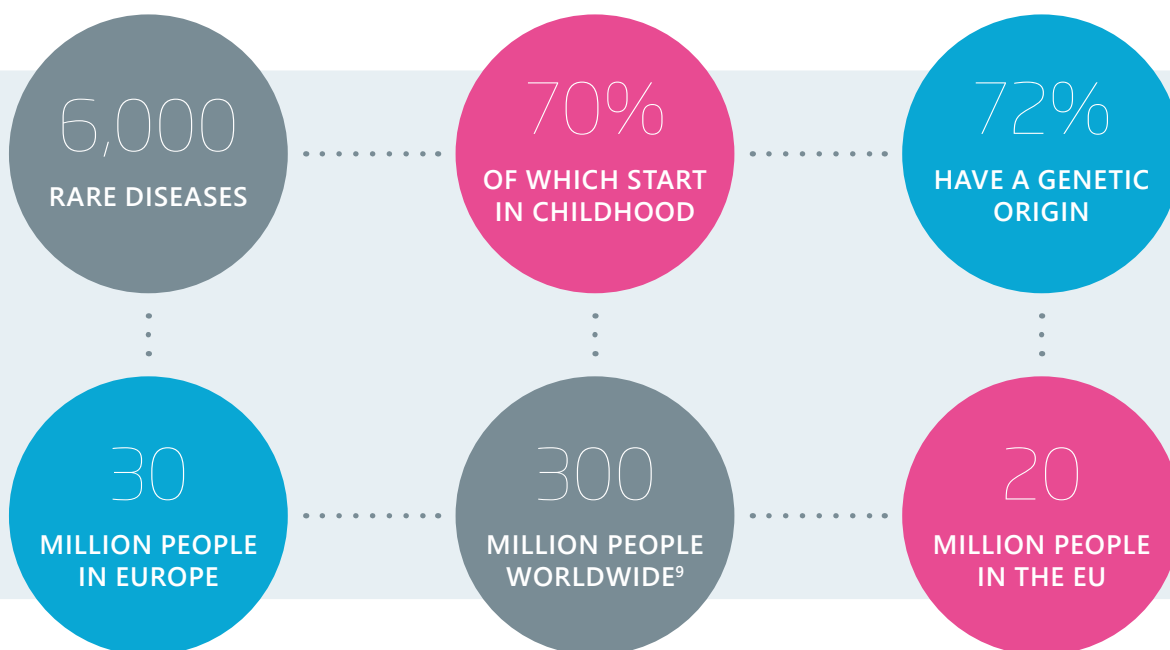 6,000
RARE DISEASES
70%
OF WHICH START
IN CHILDHOOD
72%
HAVE A GENETIC
ORIGIN
30
MILLION PEOPLE
IN EUROPE
300
MILLION PEOPLE
WORLDWIDE⁹
20
MILLION PEOPLE
IN THE EU